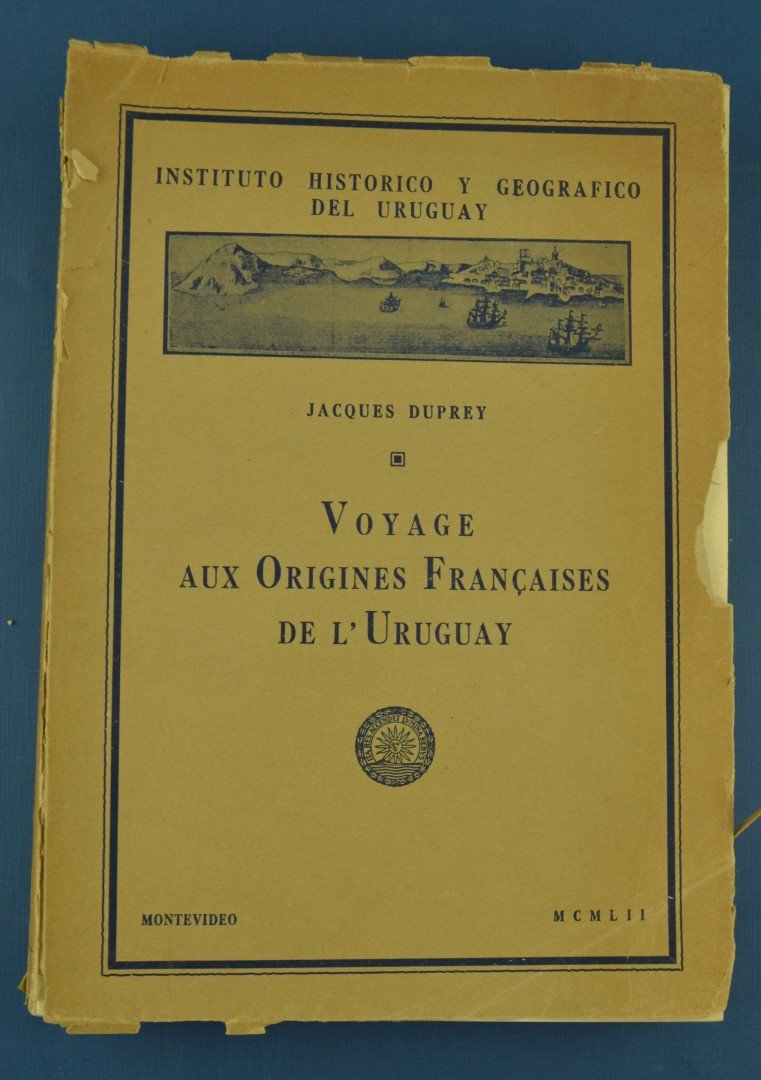 INSTITUTO HISTORICO Y GEOGRAFICO
DEL URUGUAY
JACQUES DUPREY
VOYAGE
AUX ORIGINES FRANÇAISES
DE L'URUGUAY
MONTEVIDEO
MCMLII